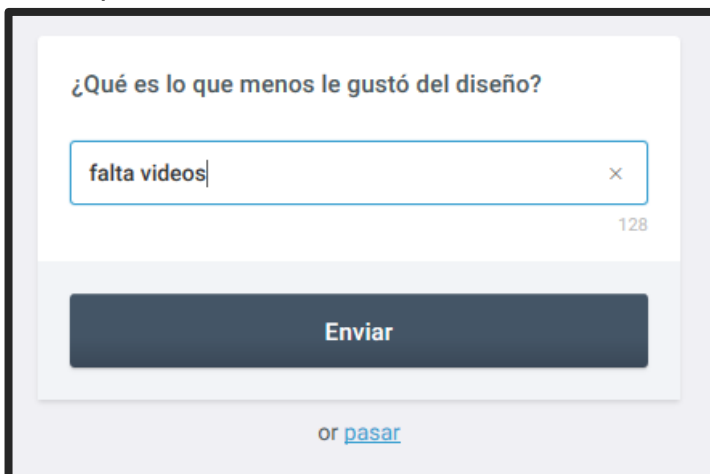 ¿Qué es lo que menos le gustó del diseño?
falta videos
128
Enviar
or pasar